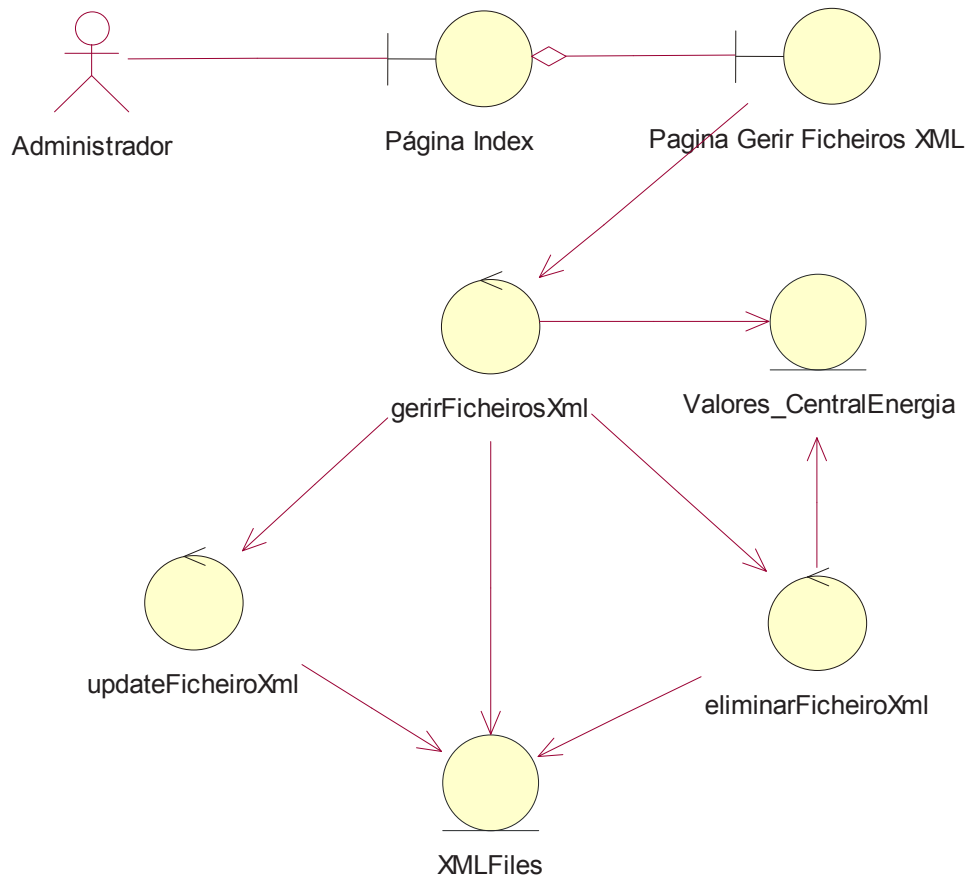 Administrador
Página Index
Pagina Gerir Ficheiros XML
gerirFicheirosXml
Valores_CentralEnergia
updateFicheiroXml
eliminarFicheiroXml
XMLFiles